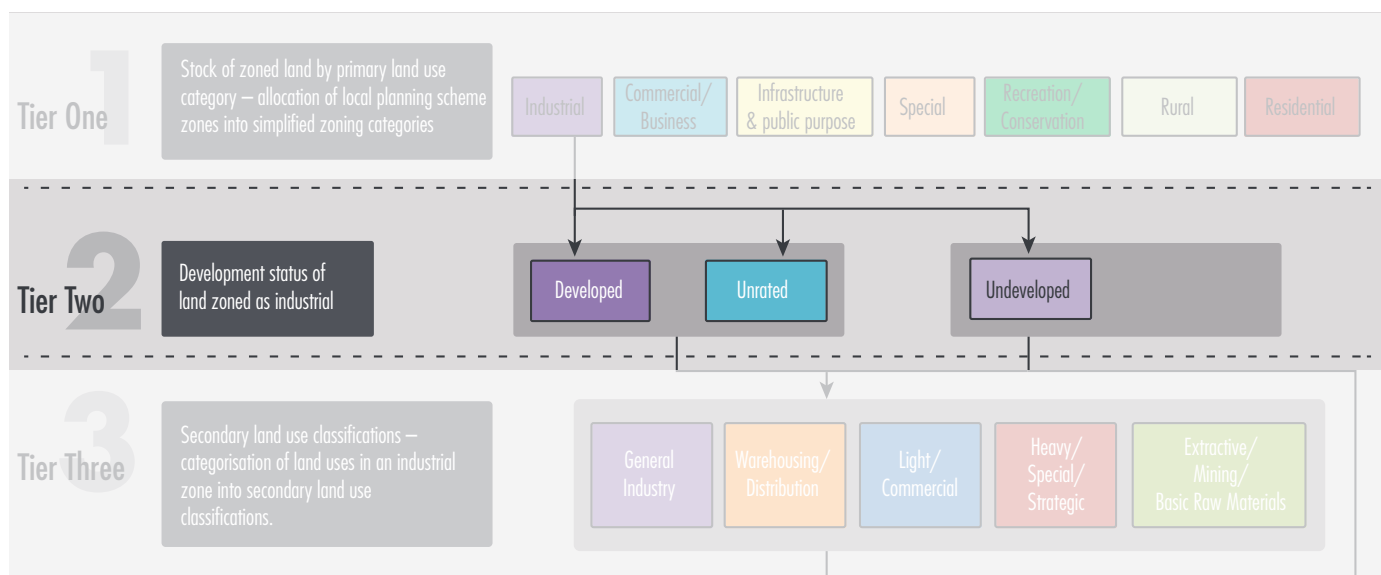 1
Tier One
Stock of zoned land by primary land use
category – allocation of local planning scheme
zones into simplified zoning categories
Industrial
Commercial/
Business
Infrastructure
& public purpose
Special
Recreation/
Conservation
Rural
Residential
2
Tier Two
Development status of
land zoned as industrial
Developed
Unrated
Undeveloped
3
Tier Three
Secondary land use classifications –
categorisation of land uses in an industrial
zone into secondary land use
classifications.
General
Industry
Warehousing/
Distribution
Light/
Commercial
Heavy/
Special/
Strategic
Extractive/
Mining/
Basic Raw Materials